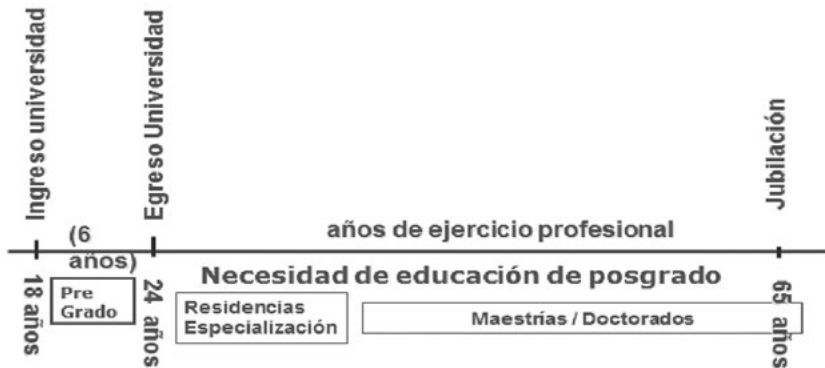 Ingreso universidad
Egreso Universidad
Jubilación
(6
años)
años de ejercicio profesional
18 años
Pre
Grado
24 años
Necesidad de educación de posgrado
Residencias
Especialización
Maestrías / Doctorados
65 años